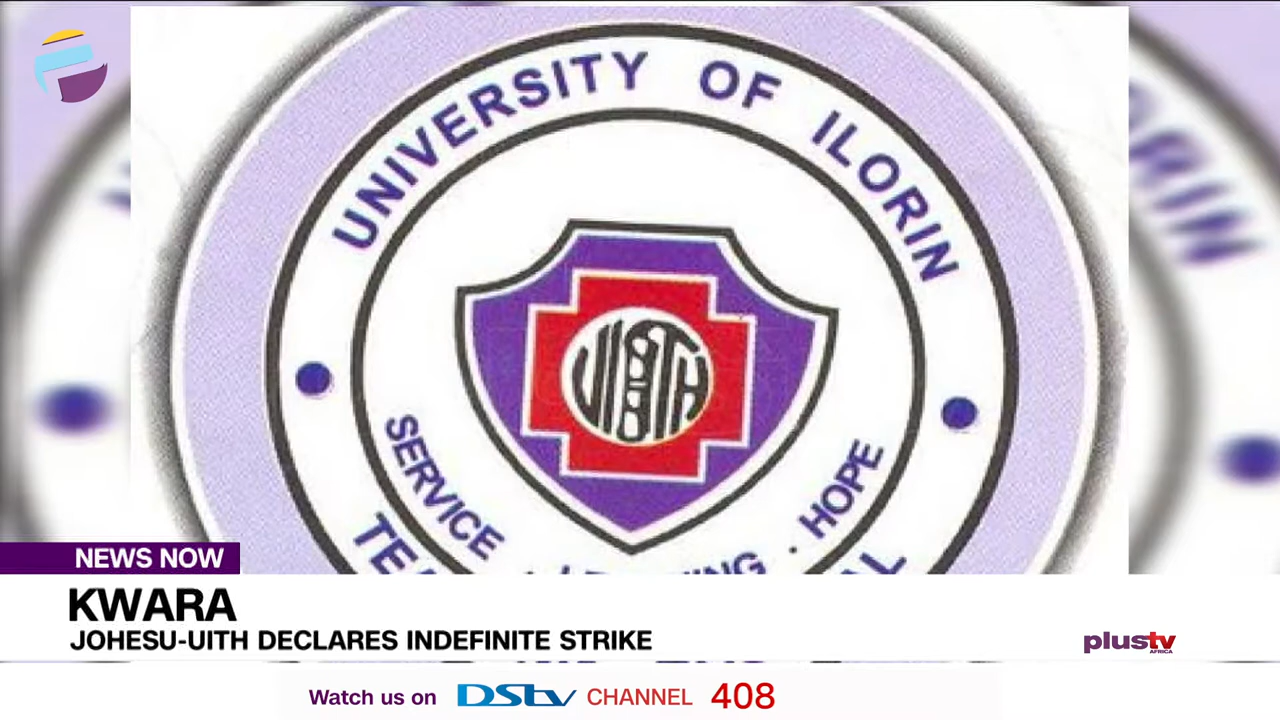 UNIVERSITY OF ILORIN
UITH
SERVICE
HOPE
NEWS NOW
KWARA
JOHESU-UITH DECLARES INDEFINITE STRIKE
plustv
AFRICA
Watch us on DStv CHANNEL 408